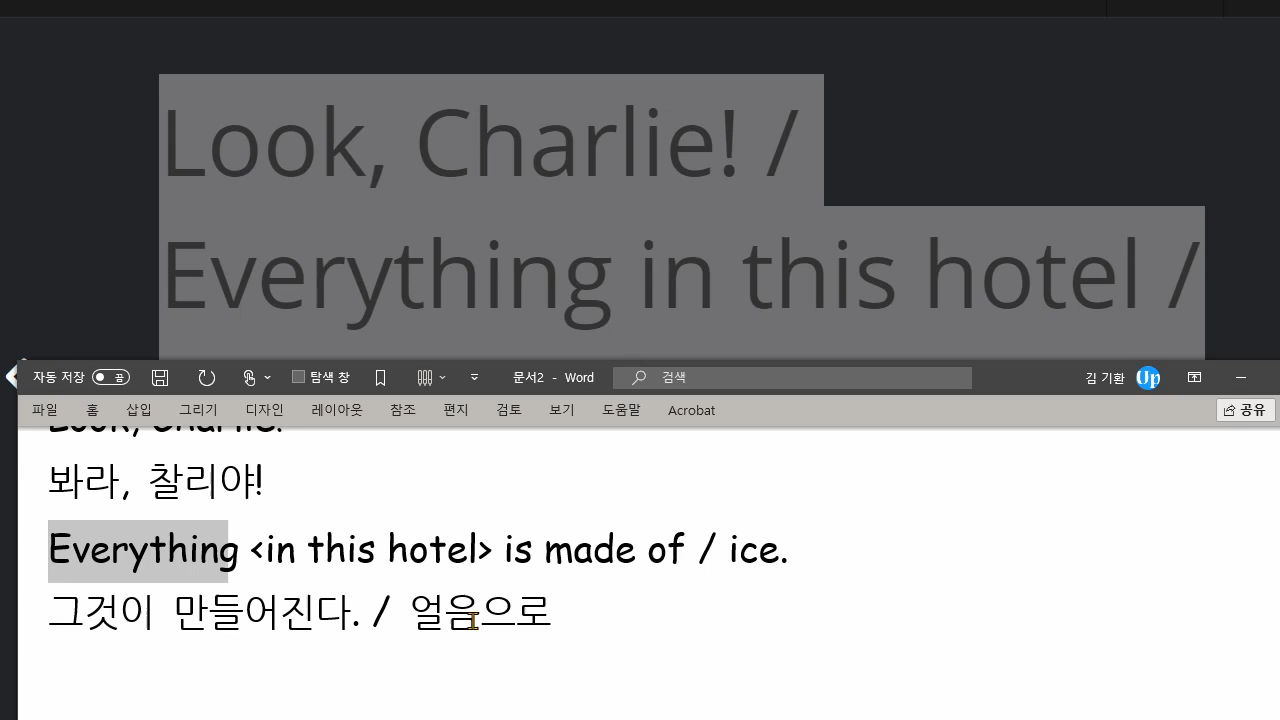 Look, Charlie! /
Everything in this hotel /
자동 저장 끔 탐색 창 문서2 - Word 검색 김 기환 Up
파일 홈 삽입 그리기 디자인 레이아웃 참조 편지 검토 보기 도움말 Acrobat 공유
Look, Charlie!
봐라, 찰리야!
Everything <in this hotel> is made of / ice.
그것이 만들어진다. / 얼음으로